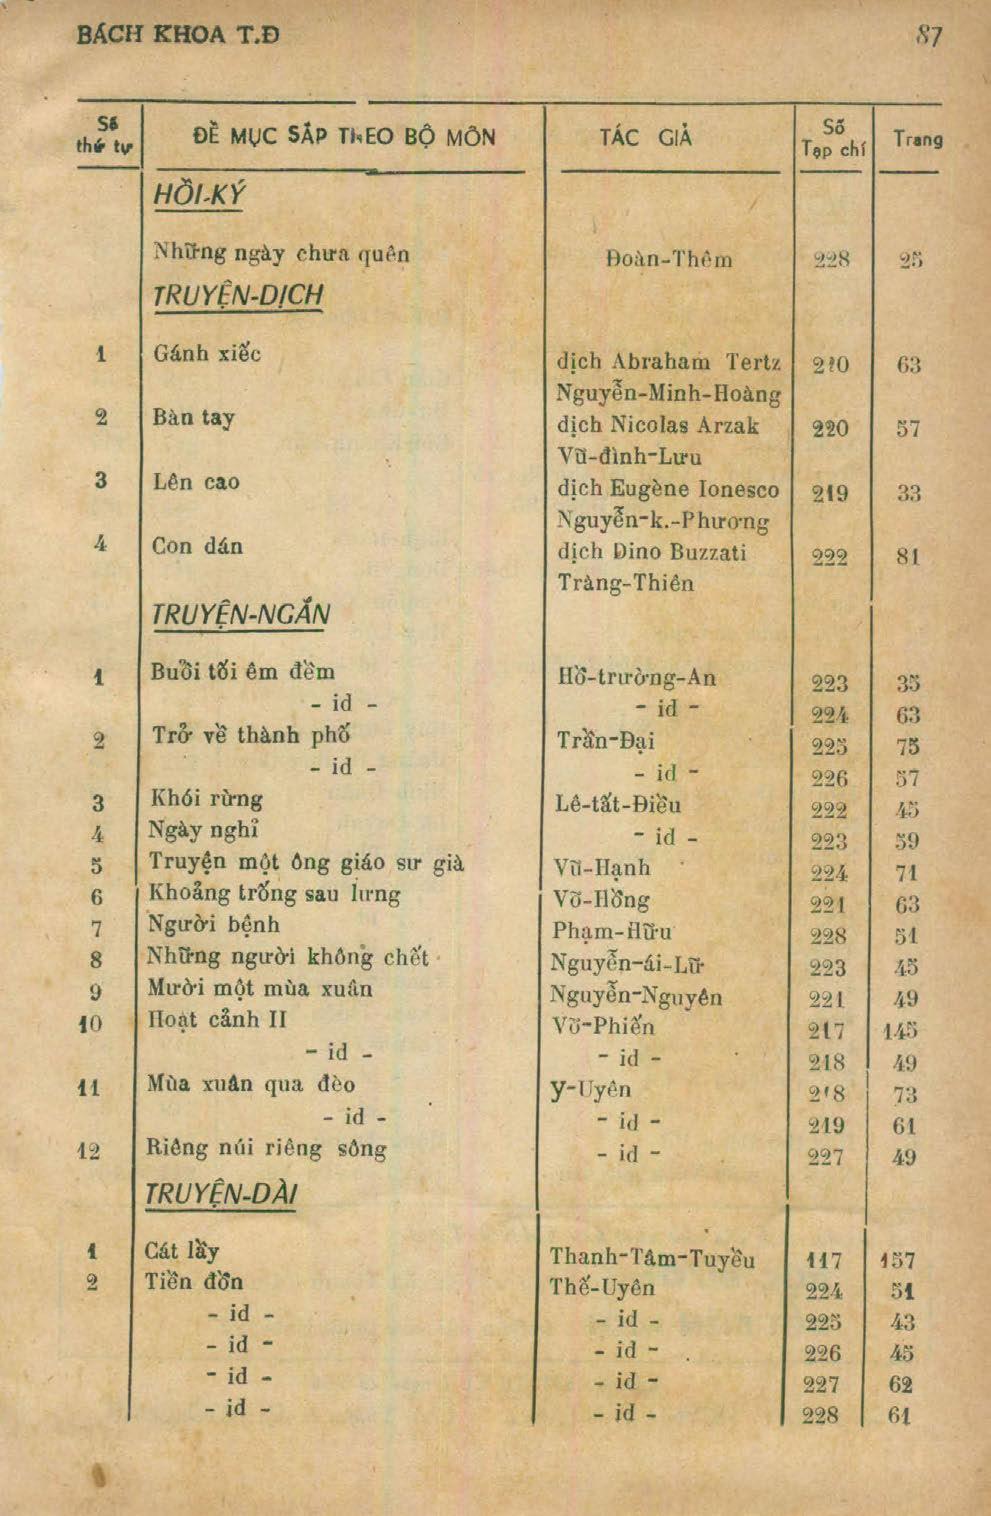 BÁCH KHOA T.Đ 87
Số thứ tự ĐỀ MỤC SẮP THEO BỘ MÔN TÁC GIẢ Số Tạp chí Trang
HỒI-KÝ
Những ngày chưa quên Đoàn-Thêm 228 25
TRUYỆN-DỊCH
1 Gánh xiếc dịch Abraham Tertz 220 63
Nguyễn-Minh-Hoàng
2 Bàn tay dịch Nicolas Arzak 220 57
Vũ-đình-Lưu
3 Lên cao dịch Eugène Ionesco 219 33
Nguyễn-k.-Phương
4 Con dán dịch Dino Buzzati 222 81
Tràng-Thiên
TRUYỆN-NGẮN
1 Buổi tối êm đềm Hồ-trường-An 223 35
- id - - id - 224 63
2 Trở về thành phố Trần-Đại 225 75
- id - - id - 226 57
3 Khói rừng Lê-tất-Điều 222 45
4 Ngày nghỉ - id - 223 59
5 Truyện một ông giáo sư già Vũ-Hạnh 224 71
6 Khoảng trống sau lưng Võ-Hồng 221 63
7 Người bệnh Phạm-Hữu 228 51
8 Những người không chết Nguyễn-ái-Lữ 223 45
9 Mười một mùa xuân Nguyễn-Nguyên 221 49
10 Hoạt cảnh II Võ-Phiến 217 145
- id - - id - 218 49
11 Mùa xuân qua đèo Y-Uyên 218 73
- id - - id - 219 61
12 Riêng núi riêng sông - id - 227 49
TRUYỆN-DÀI
1 Cát lầy Thanh-Tâm-Tuyều 117 157
2 Tiền đồn Thế-Uyên 224 51
- id - - id - 225 43
- id - - id - 226 45
- id - - id - 227 62
- id - - id - 228 61